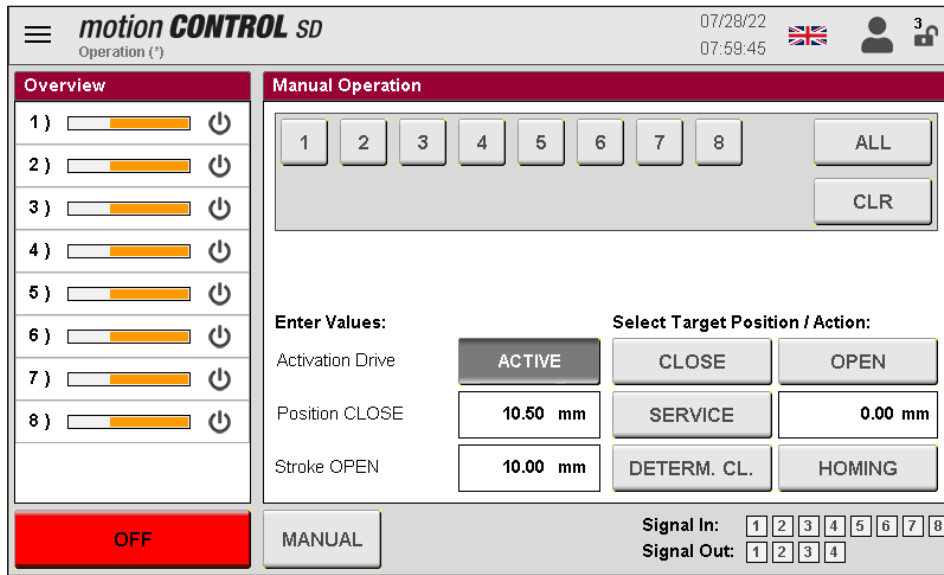 motion CONTROL SD
Operation (*)
07/28/22
07:59:45
3
Overview
1)
2)
3)
4)
5)
6)
7)
8)
Manual Operation
1 2 3 4 5 6 7 8 ALL
CLR
Enter Values:
Select Target Position / Action:
Activation Drive ACTIVE CLOSE OPEN
Position CLOSE 10.50 mm SERVICE 0.00 mm
Stroke OPEN 10.00 mm DETERM. CL. HOMING
OFF
MANUAL
Signal In: 1 2 3 4 5 6 7 8
Signal Out: 1 2 3 4